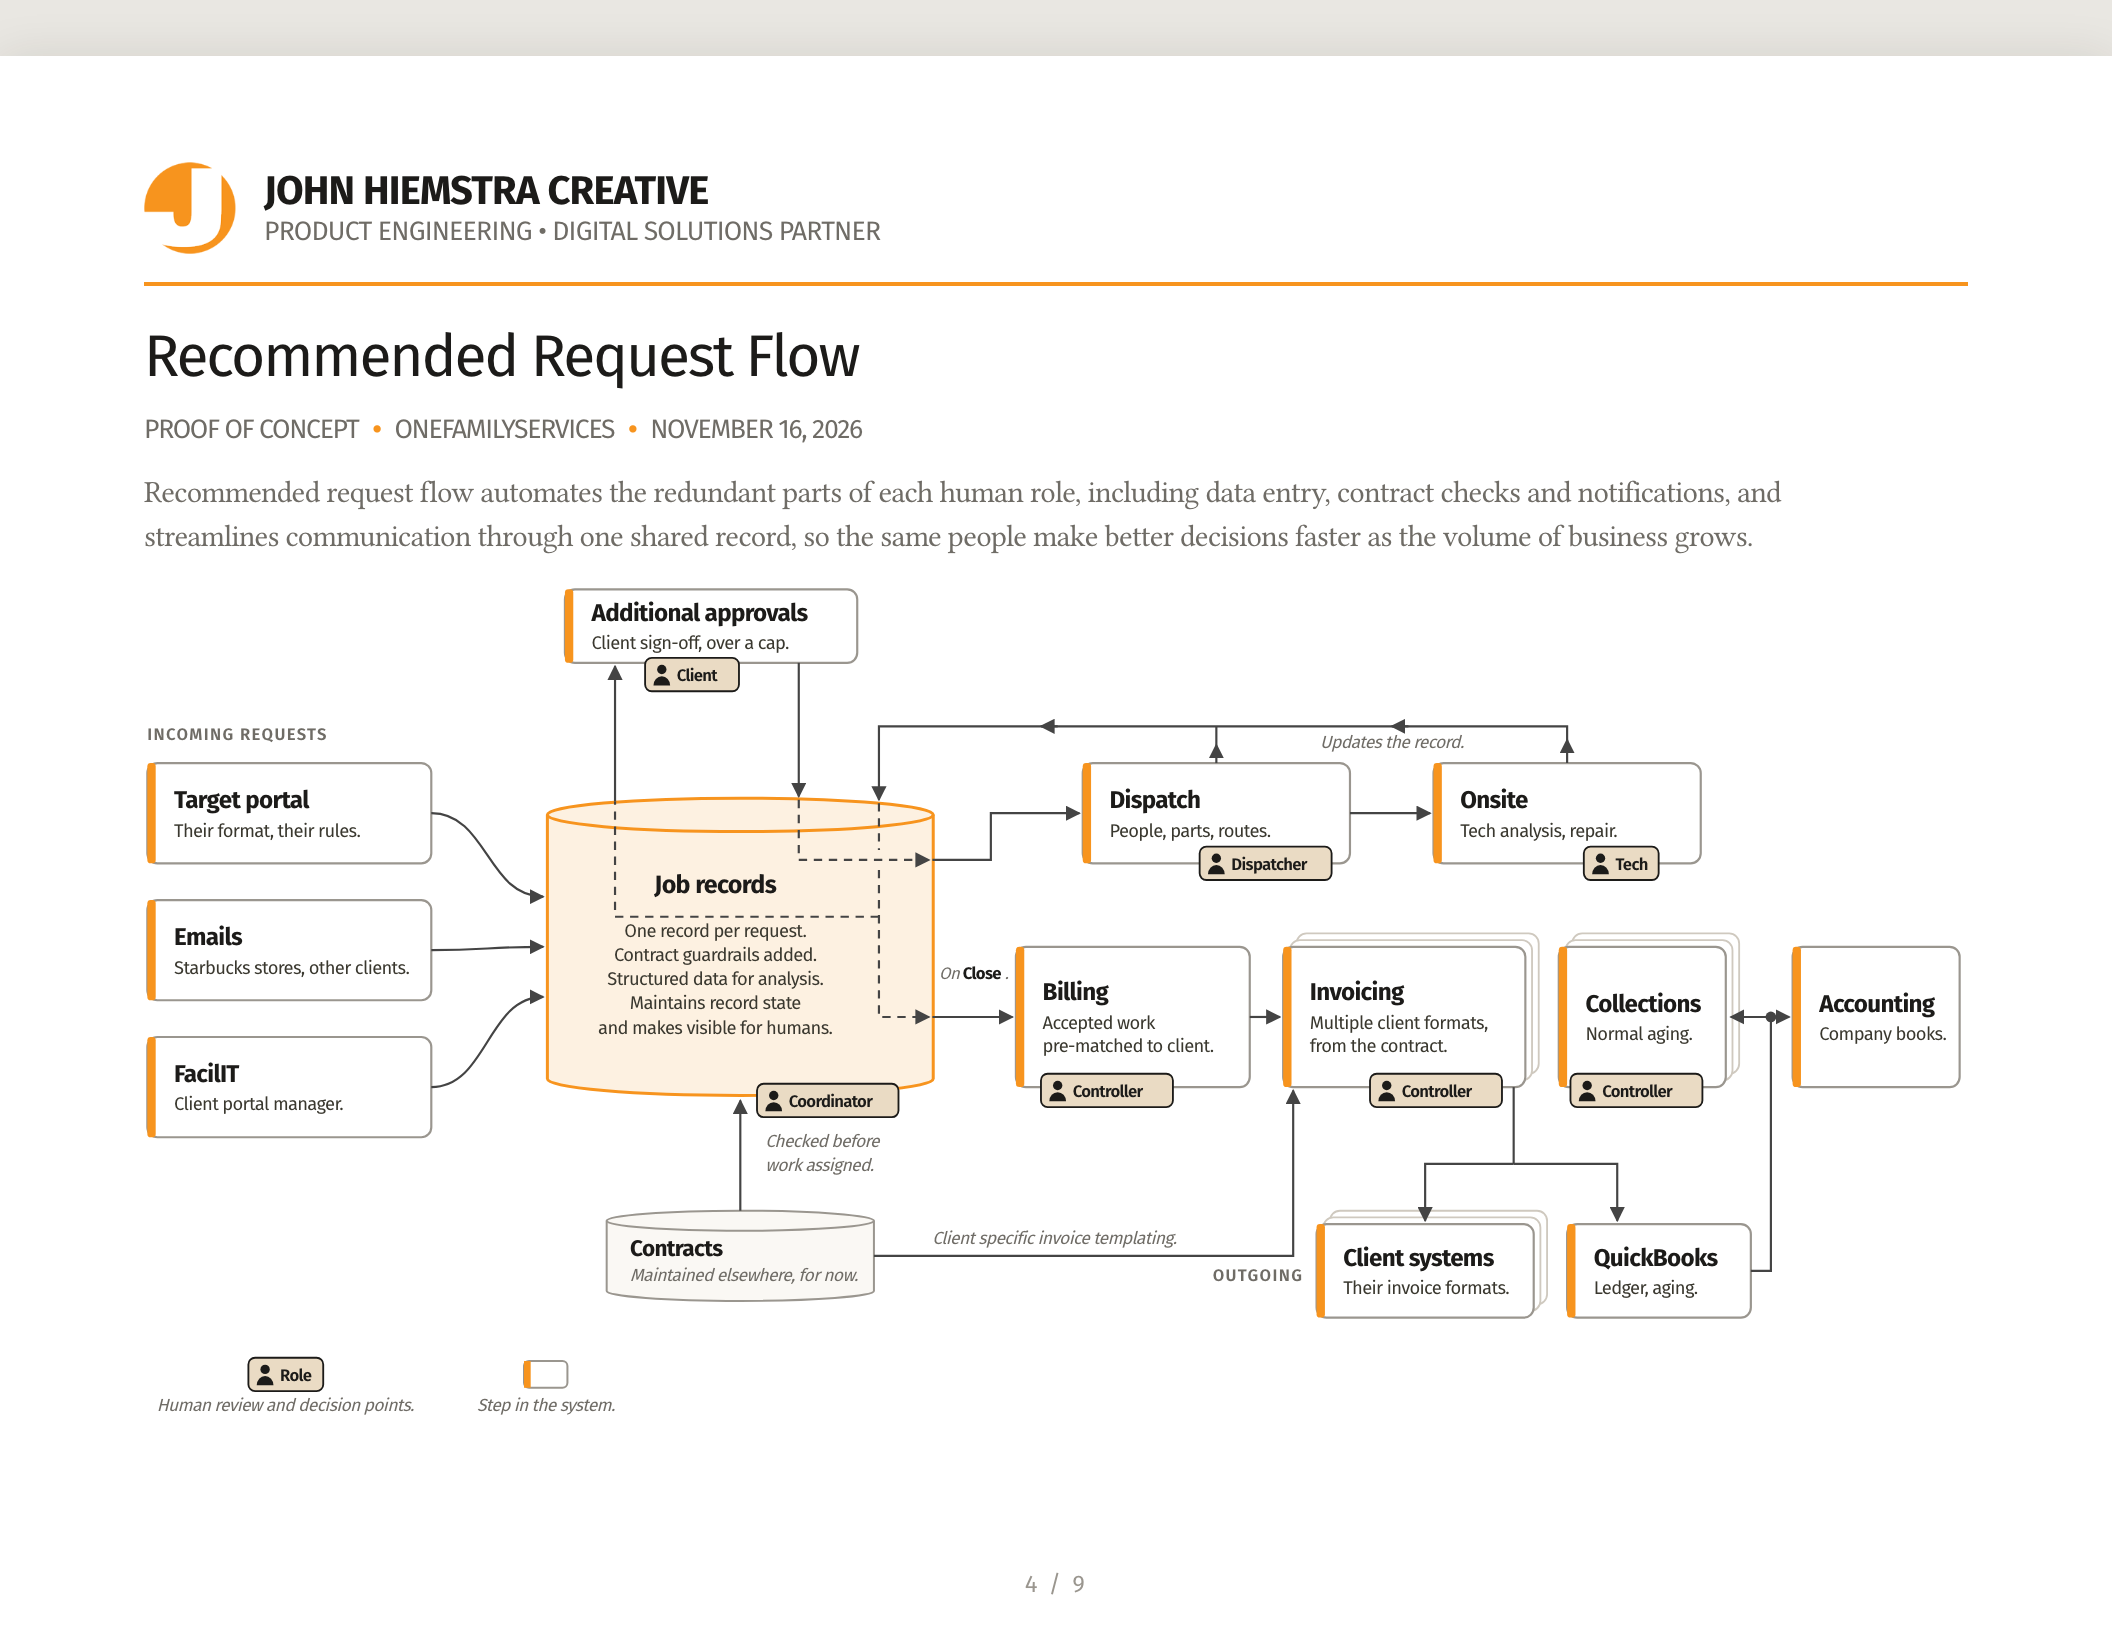 JOHN HIEMSTRA CREATIVE
PRODUCT ENGINEERING • DIGITAL SOLUTIONS PARTNER
Recommended Request Flow
PROOF OF CONCEPT • ONEFAMILYSERVICES • NOVEMBER 16, 2026
Recommended request flow automates the redundant parts of each human role, including data entry, contract checks and notifications, and
streamlines communication through one shared record, so the same people make better decisions faster as the volume of business grows.
Additional approvals
Client sign-off, over a cap.
Client
INCOMING REQUESTS
Target portal
Their format, their rules.
Emails
Starbucks stores, other clients.
FacilIT
Client portal manager.
Job records
One record per request.
Contract guardrails added.
Structured data for analysis.
Maintains record state
and makes visible for humans.
Coordinator
Checked before
work assigned.
Contracts
Maintained elsewhere, for now.
Updates the record.
Dispatch
People, parts, routes.
Dispatcher
Onsite
Tech analysis, repair.
Tech
On Close .
Billing
Accepted work
pre-matched to client.
Controller
Invoicing
Multiple client formats,
from the contract.
Controller
Collections
Normal aging.
Controller
Accounting
Company books.
Client specific invoice templating.
OUTGOING
Client systems
Their invoice formats.
QuickBooks
Ledger, aging.
Role
Human review and decision points.
Step in the system.
4 / 9